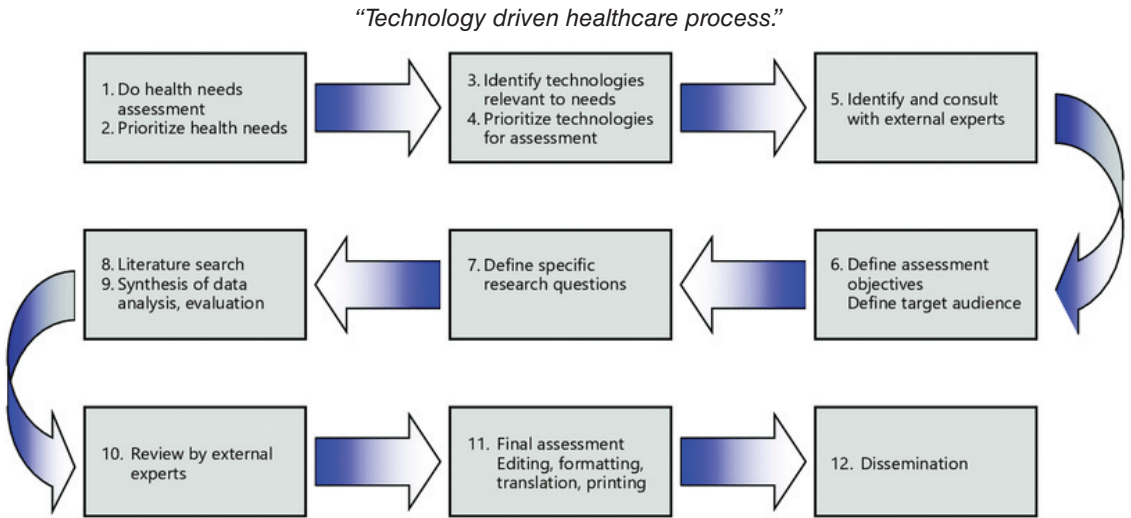 “Technology driven healthcare process.”
1. Do health needs
assessment
2. Prioritize health needs
3. Identify technologies
relevant to needs
4. Prioritize technologies
for assessment
5. Identify and consult
with external experts
6. Define assessment
objectives
Define target audience
7. Define specific
research questions
8. Literature search
9. Synthesis of data
analysis, evaluation
10. Review by external
experts
11. Final assessment
Editing, formatting,
translation, printing
12. Dissemination